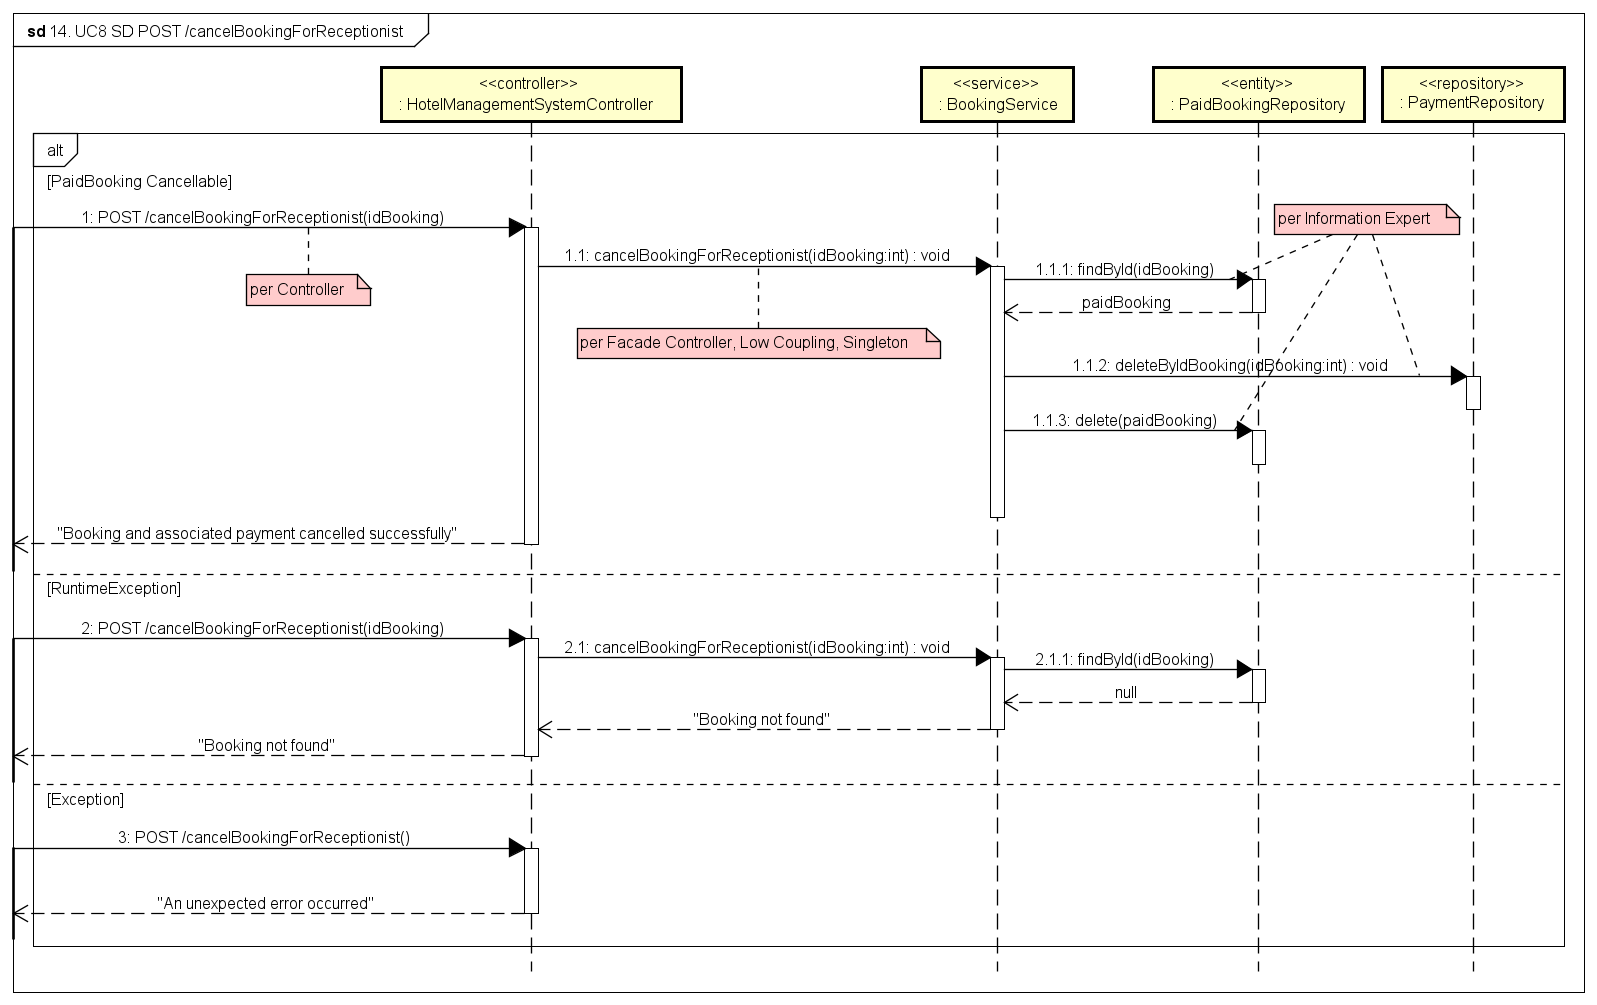 sd 14. UC8 SD POST /cancelBookingForReceptionist
<<controller>>
: HotelManagementSystemController
<<service>>
: BookingService
<<entity>>
: PaidBookingRepository
<<repository>>
: PaymentRepository
alt
[PaidBooking Cancellable]
1: POST /cancelBookingForReceptionist(idBooking)
per Information Expert
1.1: cancelBookingForReceptionist(idBooking:int) : void
1.1.1: findById(idBooking)
per Controller
paidBooking
per Facade Controller, Low Coupling, Singleton
1.1.2: deleteByIdBooking(idBooking:int) : void
1.1.3: delete(paidBooking)
"Booking and associated payment cancelled successfully"
[RuntimeException]
2: POST /cancelBookingForReceptionist(idBooking)
2.1: cancelBookingForReceptionist(idBooking:int) : void
2.1.1: findById(idBooking)
null
"Booking not found"
"Booking not found"
[Exception]
3: POST /cancelBookingForReceptionist()
"An unexpected error occurred"